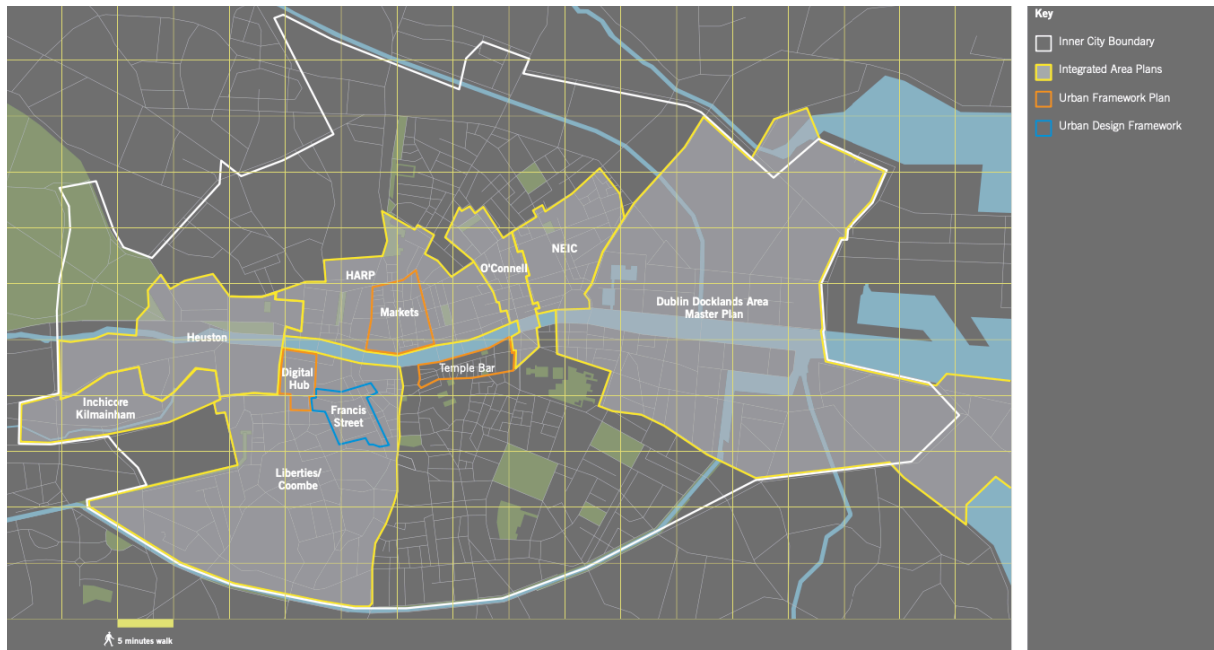 Key
Inner City Boundary
Integrated Area Plans
Urban Framework Plan
Urban Design Framework
NEIC
O'Connell
HARP
Dublin Docklands Area
Master Plan
Markets
Heuston
Temple Bar
Digital
Hub
Inchicore
Kilmainham
Francis
Street
Liberties/
Coombe
5 minutes walk